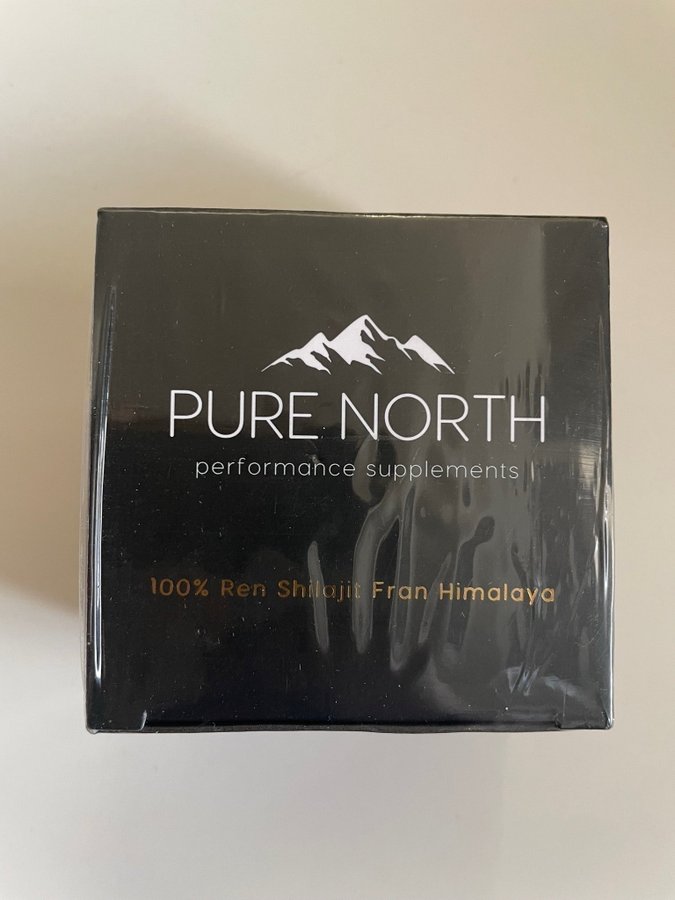 PURE NORTH
performance supplements
100% Ren Shilajit Fran Himalaya